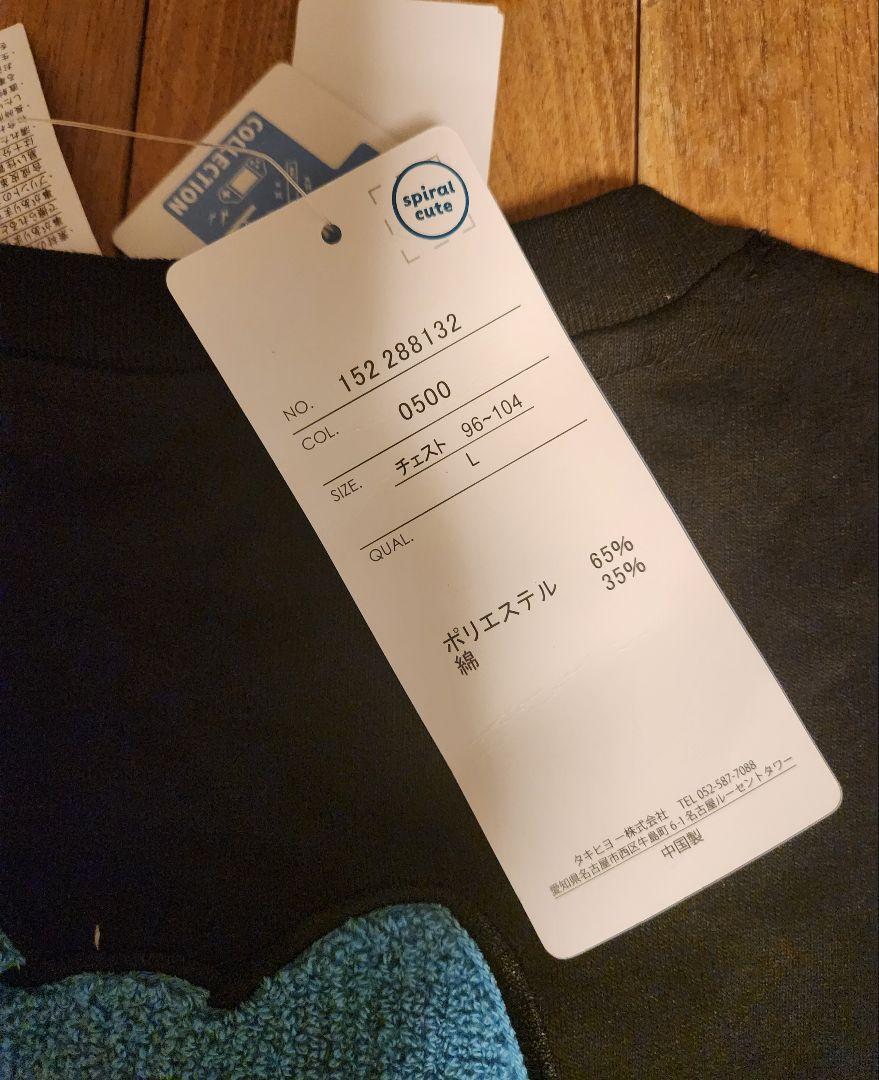 COLLECTION
spiral
cute
NO. 152 288132
COL. 0500
SIZE. チェスト 96~104
L
QUAL.
ポリエステル 65%
綿 35%
タキヒヨー株式会社 TEL 052-587-7088
愛知県名古屋市西区牛島町6-1名古屋ルーセントタワー
中国製